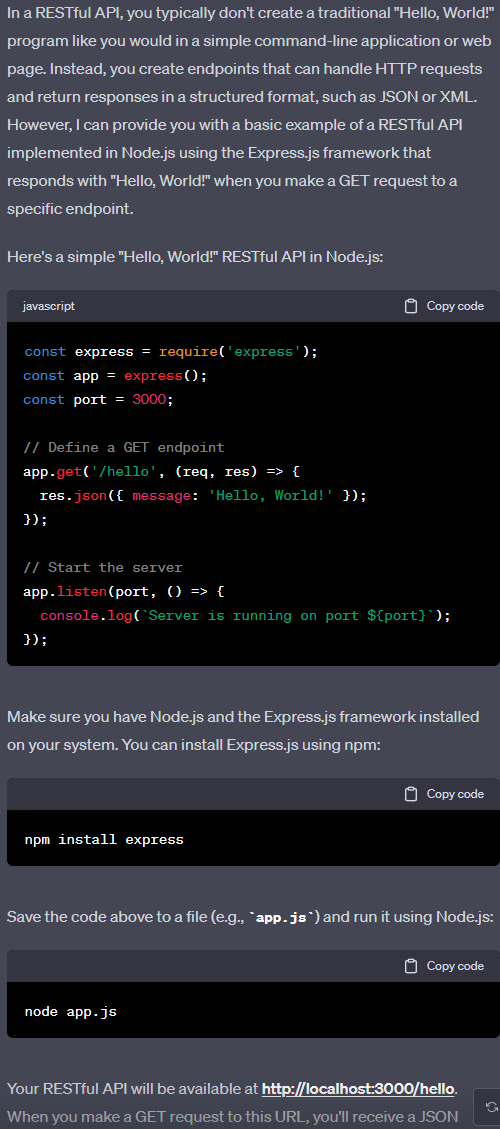 In a RESTful API, you typically don't create a traditional "Hello, World!"
program like you would in a simple command-line application or web
page. Instead, you create endpoints that can handle HTTP requests
and return responses in a structured format, such as JSON or XML.
However, I can provide you with a basic example of a RESTful API
implemented in Node.js using the Express.js framework that
responds with "Hello, World!" when you make a GET request to a
specific endpoint.
Here's a simple "Hello, World!" RESTful API in Node.js:
javascript Copy code
const express = require('express');
const app = express();
const port = 3000;
// Define a GET endpoint
app.get('/hello', (req, res) => {
  res.json({ message: 'Hello, World!' });
});
// Start the server
app.listen(port, () => {
  console.log(`Server is running on port ${port}`);
});
Make sure you have Node.js and the Express.js framework installed
on your system. You can install Express.js using npm:
Copy code
npm install express
Save the code above to a file (e.g., `app.js`) and run it using Node.js:
Copy code
node app.js
Your RESTful API will be available at http://localhost:3000/hello.
When you make a GET request to this URL, you'll receive a JSON